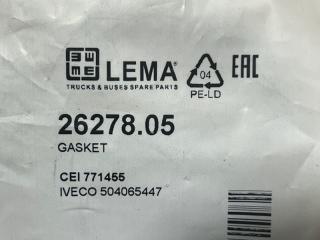 LEMA®
TRUCKS & BUSES SPARE PARTS
04
PE-LD
EAC
26278.05
GASKET
CEI 771455
IVECO 504065447